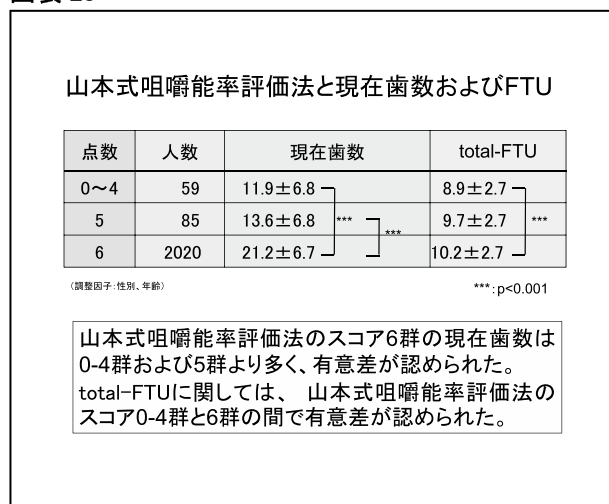 山本式咀嚼能率評価法と現在歯数およびFTU
点数 人数 現在歯数 total-FTU
0～4 59 11.9±6.8 8.9±2.7
5 85 13.6±6.8 *** *** 9.7±2.7 ***
6 2020 21.2±6.7 10.2±2.7
（調整因子：性別、年齢） ***：p<0.001
山本式咀嚼能率評価法のスコア6群の現在歯数は
0-4群および5群より多く、有意差が認められた。
total-FTUに関しては、 山本式咀嚼能率評価法の
スコア0-4群と6群の間で有意差が認められた。